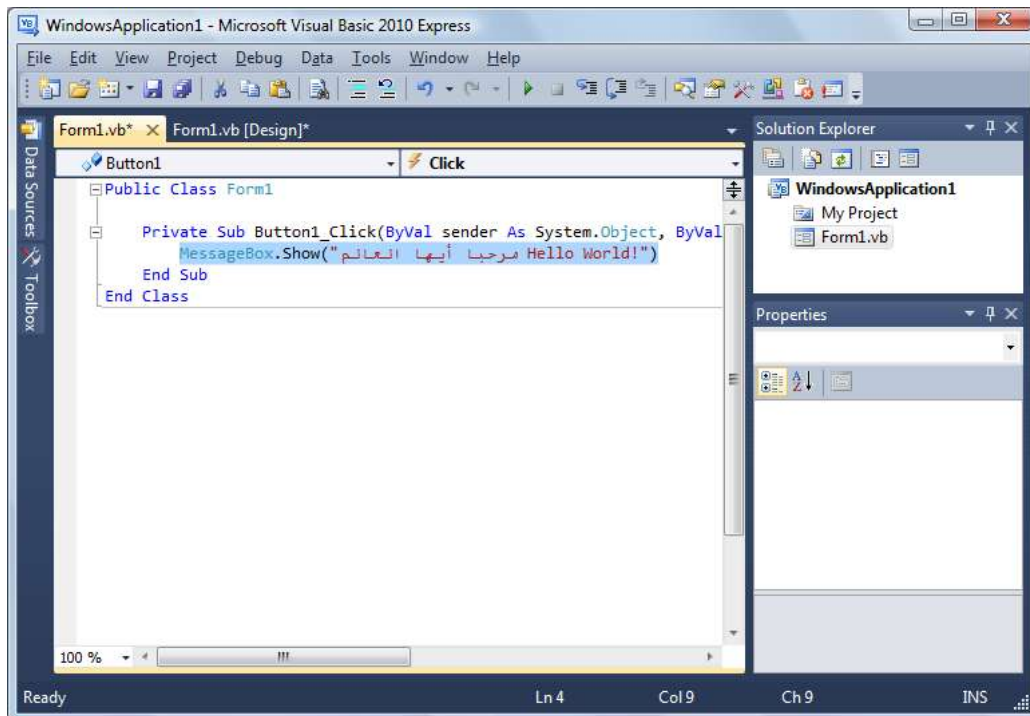 WindowsApplication1 - Microsoft Visual Basic 2010 Express
File Edit View Project Debug Data Tools Window Help
Form1.vb* Form1.vb [Design]*
Button1 Click
Public Class Form1
Private Sub Button1_Click(ByVal sender As System.Object, ByVal
MessageBox.Show("مرحبا أيها العالم Hello World!")
End Sub
End Class
100 %
Data Sources
Toolbox
Solution Explorer
WindowsApplication1
My Project
Form1.vb
Properties
Ready Ln 4 Col 9 Ch 9 INS